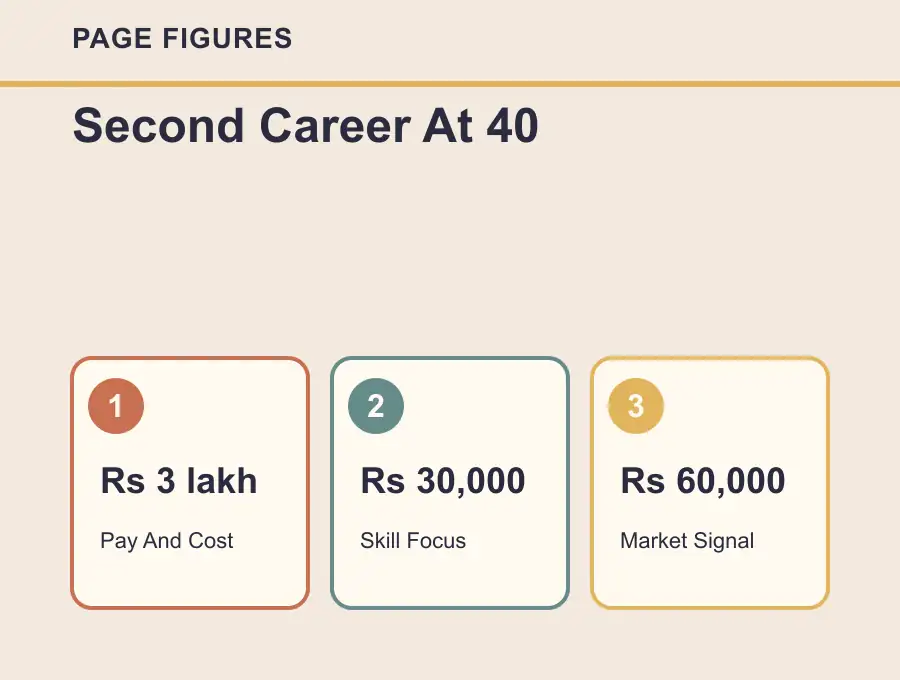 PAGE FIGURES
Second Career At 40
1
Rs 3 lakh
Pay And Cost
2
Rs 30,000
Skill Focus
3
Rs 60,000
Market Signal